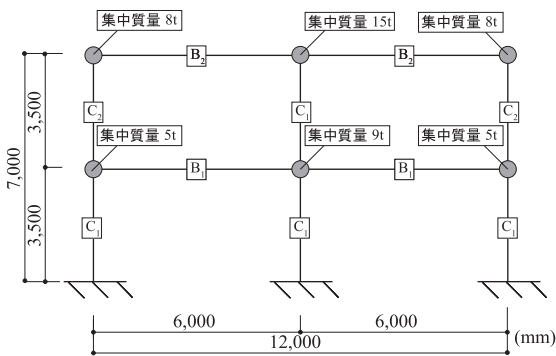 集中質量 8t
集中質量 15t
集中質量 8t
B₂
B₂
C₂
C₁
C₂
集中質量 5t
集中質量 9t
集中質量 5t
B₁
B₁
C₁
C₁
C₁
3,500
7,000
3,500
6,000
6,000
(mm)
12,000